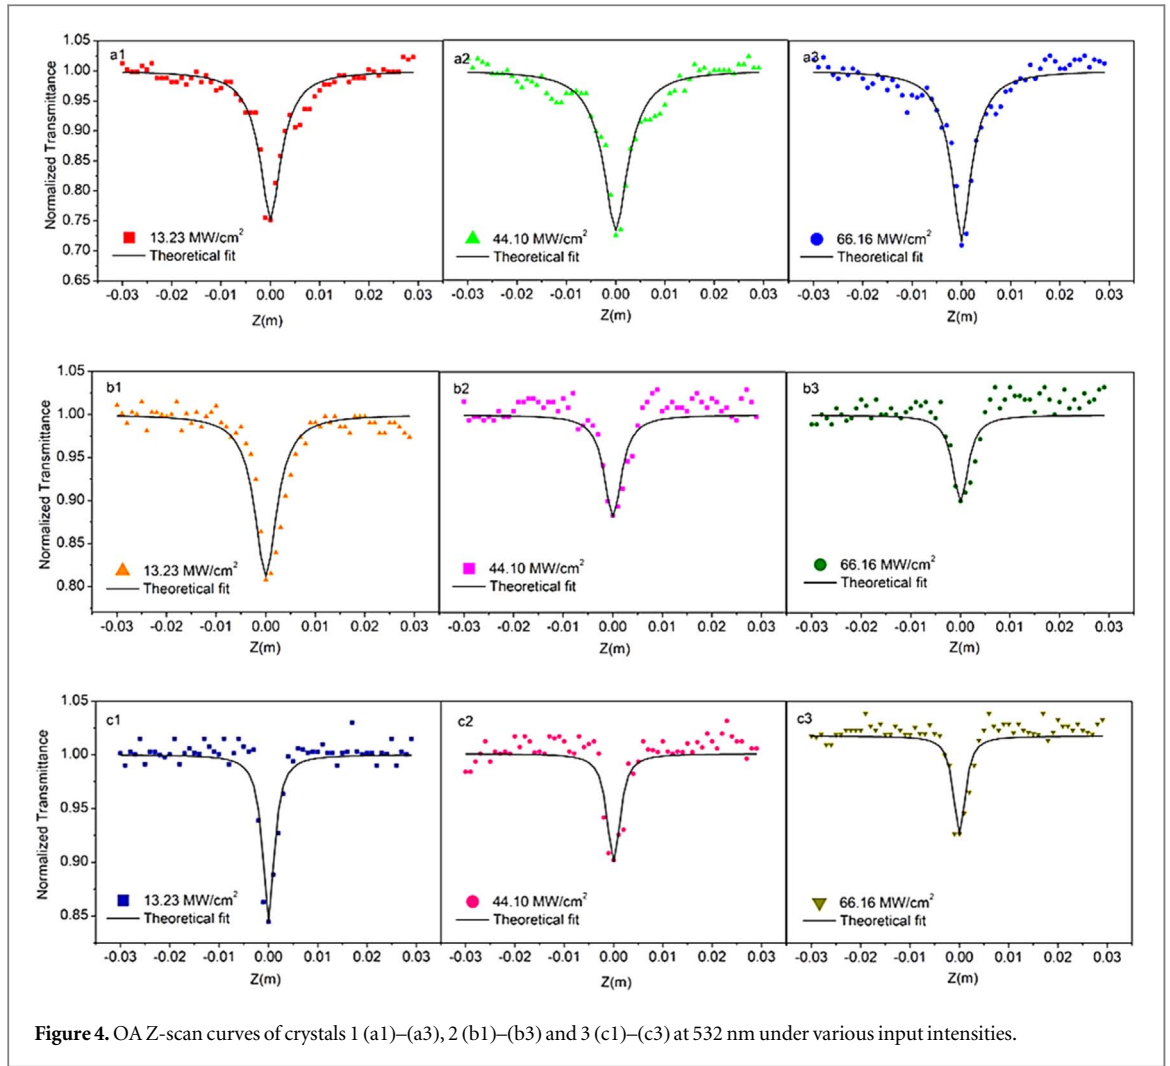 a1
a2
a3
1.05
1.00
0.95
0.90
0.85
0.80
0.75
0.70
0.65
Normalized Transmittance
13.23 MW/cm²
Theoretical fit
44.10 MW/cm²
Theoretical fit
66.16 MW/cm²
Theoretical fit
-0.03 -0.02 -0.01 0.00 0.01 0.02 0.03
-0.03 -0.02 -0.01 0.00 0.01 0.02 0.03
-0.03 -0.02 -0.01 0.00 0.01 0.02 0.03
Z(m)
Z(m)
Z(m)
b1
b2
b3
1.05
1.00
0.95
0.90
0.85
0.80
Normalized Transmittance
13.23 MW/cm²
Theoretical fit
44.10 MW/cm²
Theoretical fit
66.16 MW/cm²
Theoretical fit
-0.03 -0.02 -0.01 0.00 0.01 0.02 0.03
-0.03 -0.02 -0.01 0.00 0.01 0.02 0.03
-0.03 -0.02 -0.01 0.00 0.01 0.02 0.03
Z(m)
Z(m)
Z(m)
c1
c2
c3
1.05
1.00
0.95
0.90
0.85
Normalized Transmittance
13.23 MW/cm²
Theoretical fit
44.10 MW/cm²
Theoretical fit
66.16 MW/cm²
Theoretical fit
-0.03 -0.02 -0.01 0.00 0.01 0.02 0.03
-0.03 -0.02 -0.01 0.00 0.01 0.02 0.03
-0.03 -0.02 -0.01 0.00 0.01 0.02 0.03
Z(m)
Z(m)
Z(m)
Figure 4. OA Z-scan curves of crystals 1 (a1)–(a3), 2 (b1)–(b3) and 3 (c1)–(c3) at 532 nm under various input intensities.